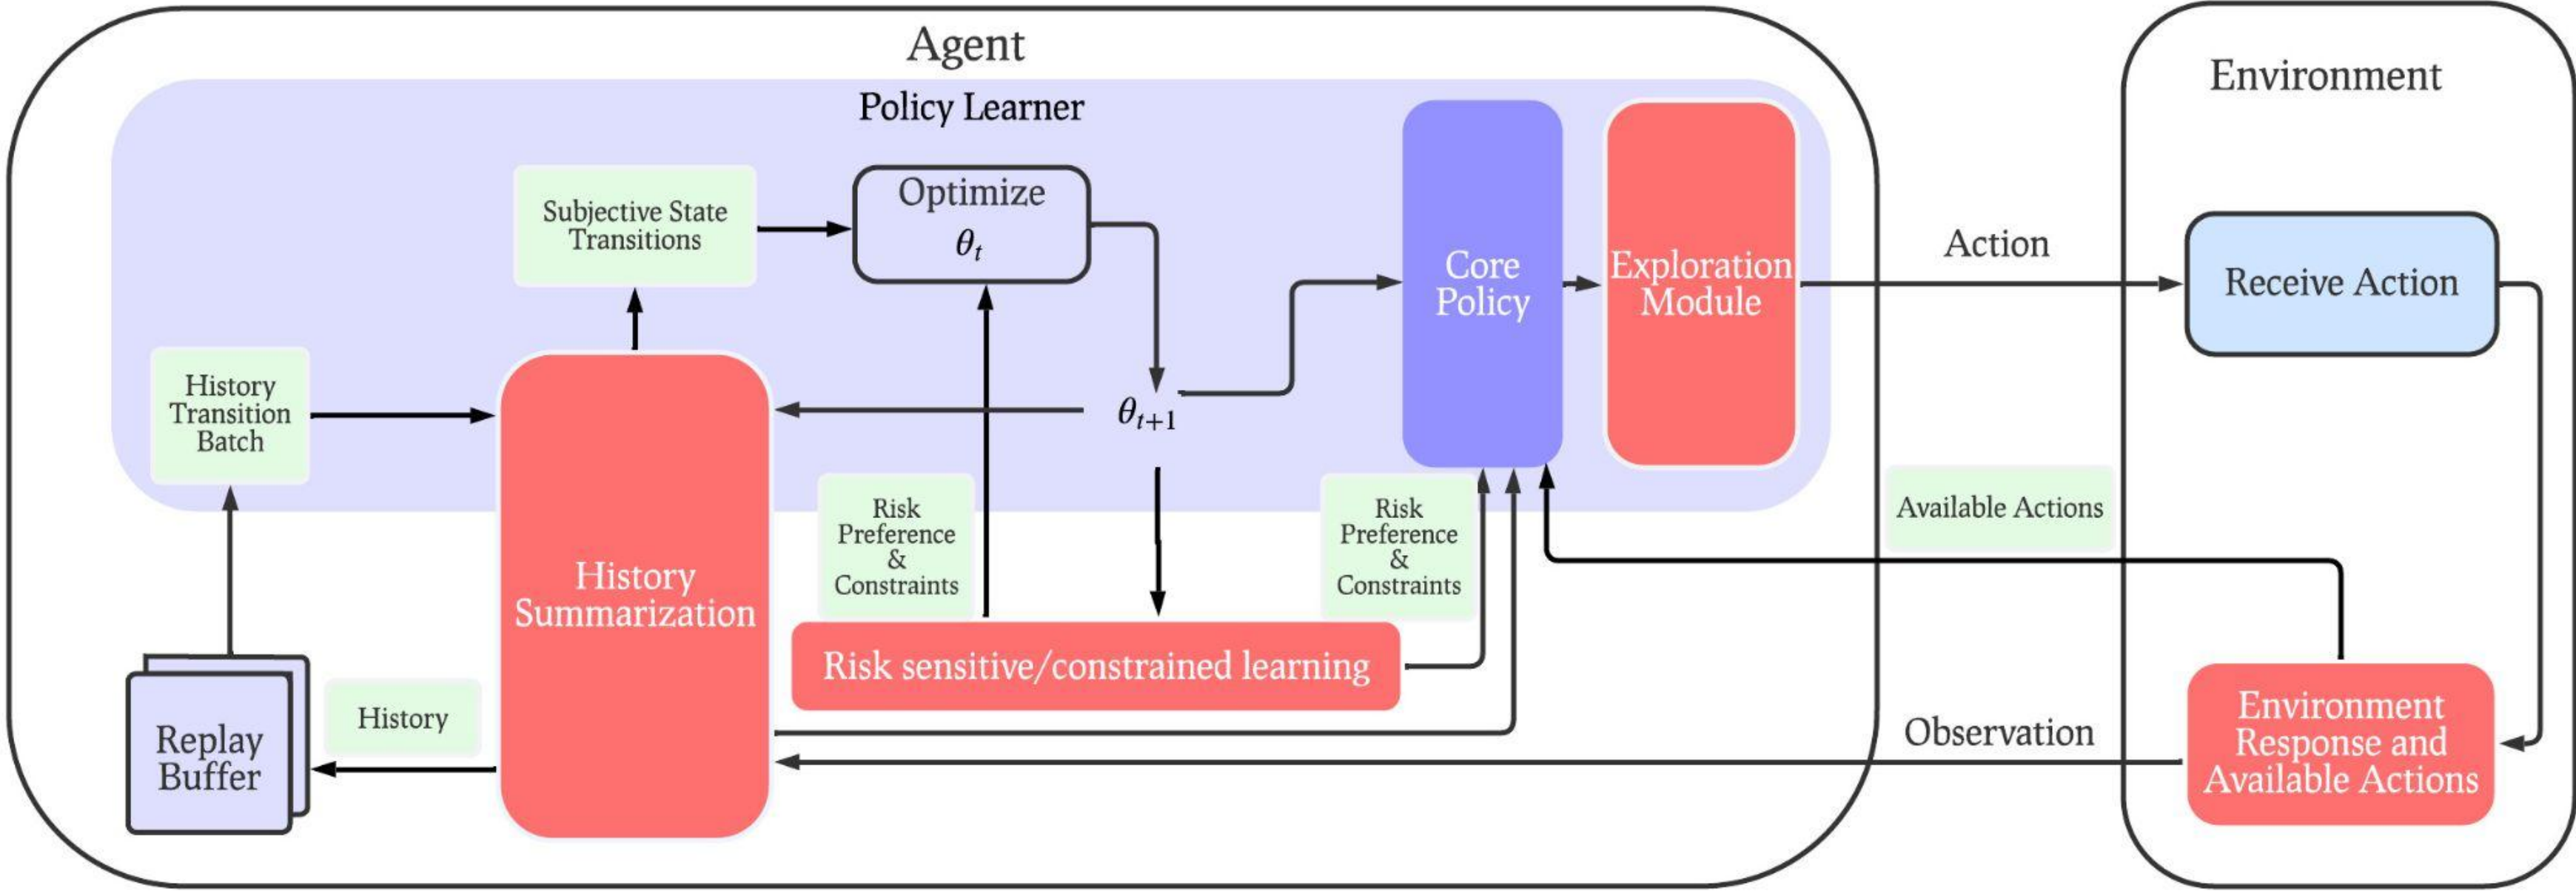 Agent
Policy Learner
Subjective State
Transitions
Optimize
θt
Core
Policy
Exploration
Module
History
Transition
Batch
θt+1
Risk
Preference
&
Constraints
Risk
Preference
&
Constraints
History
Summarization
Risk sensitive/constrained learning
History
Replay
Buffer
Action
Available Actions
Observation
Environment
Receive Action
Environment
Response and
Available Actions